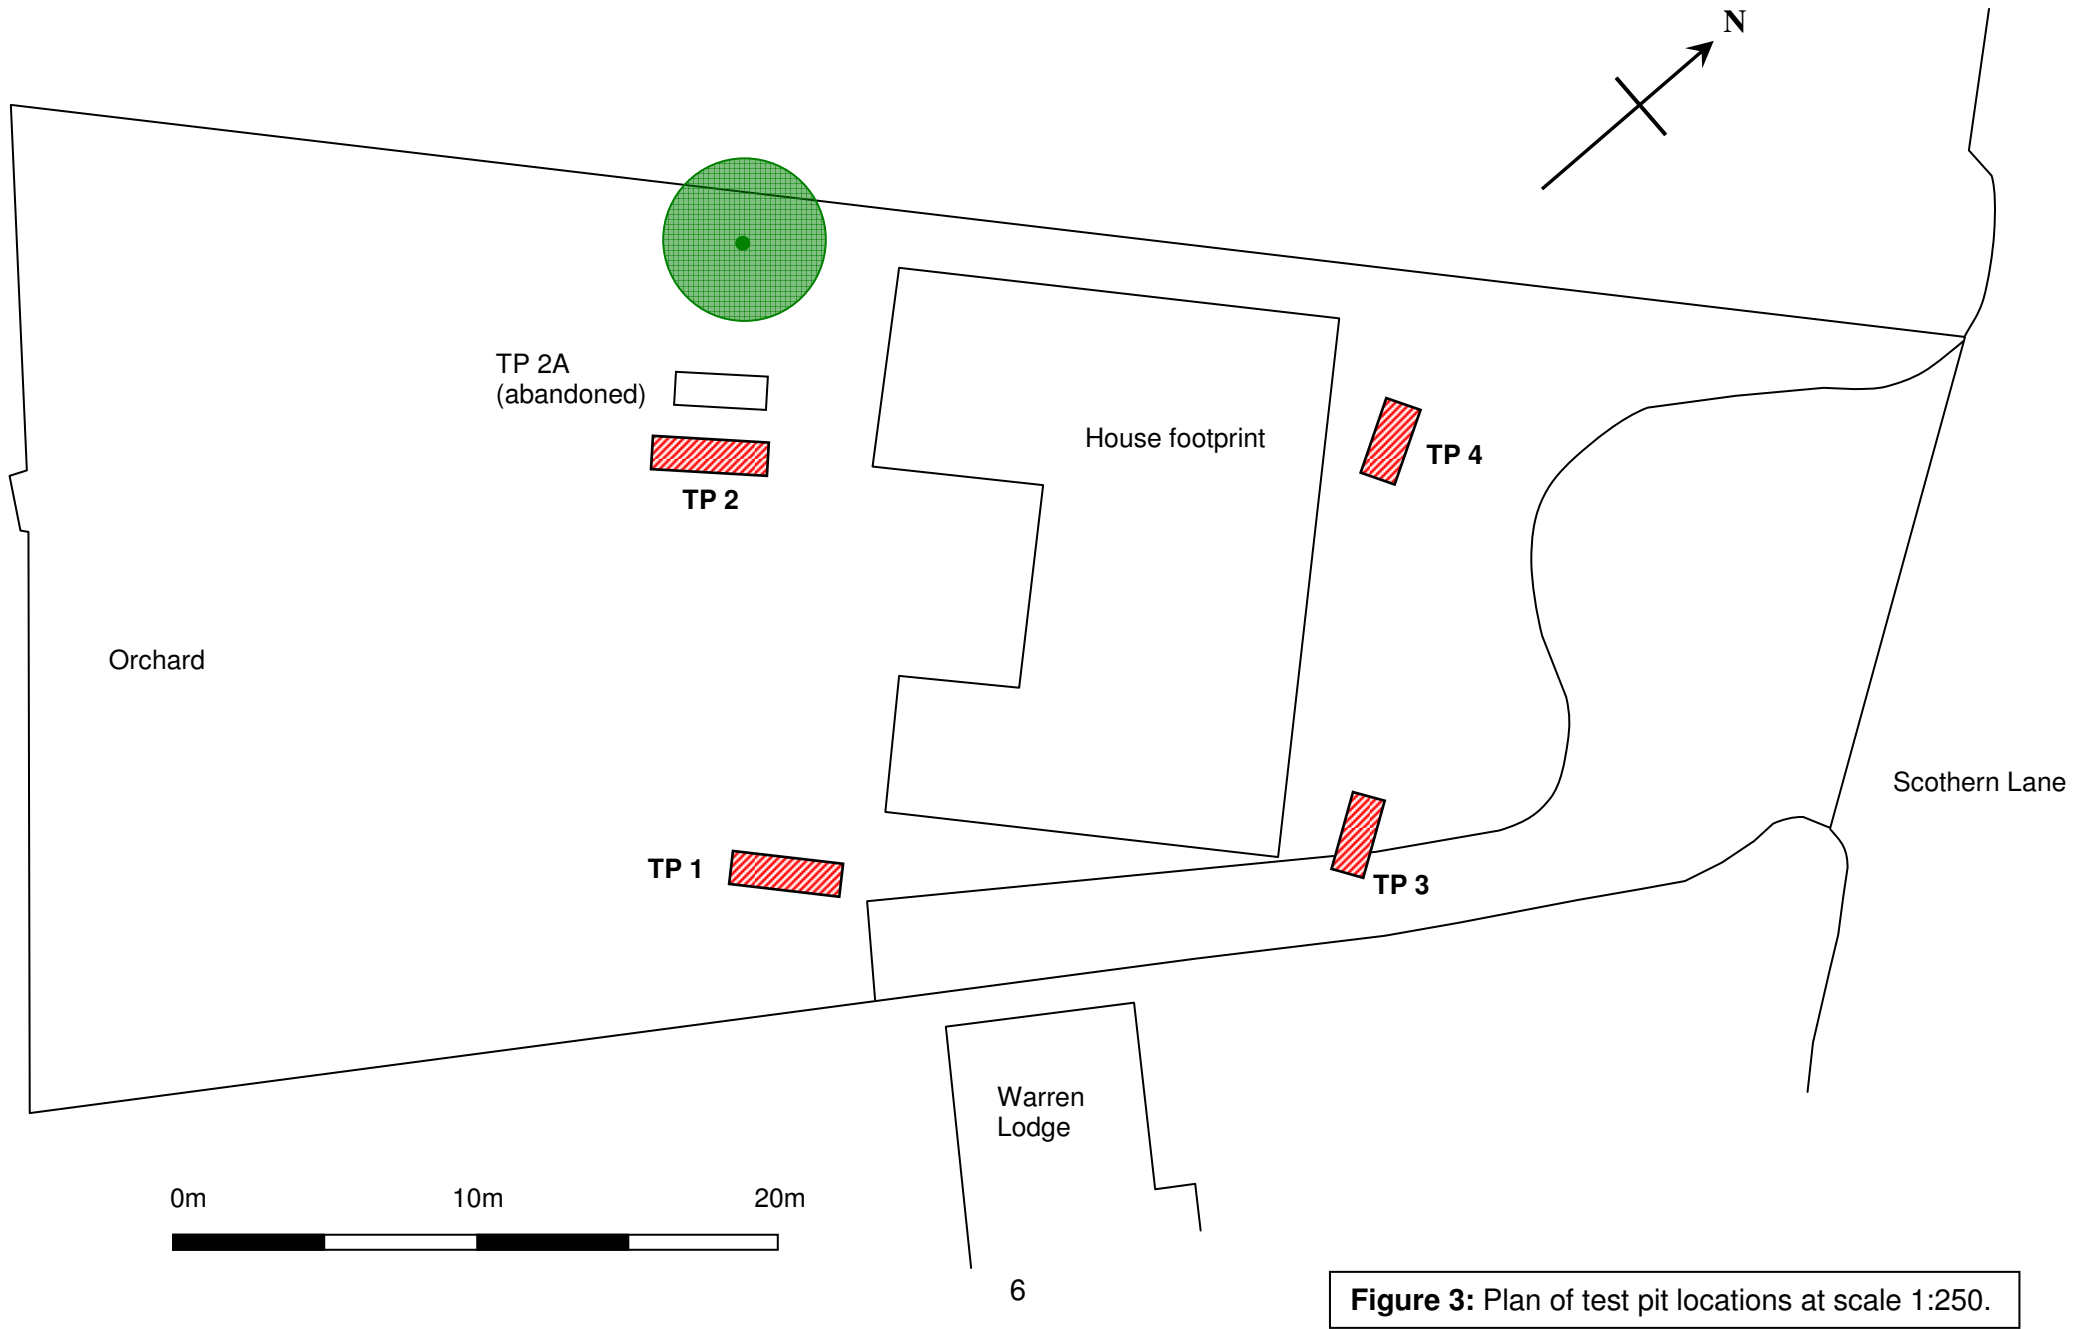 N
TP 2A
(abandoned)
House footprint
TP 4
TP 2
Orchard
Scothern Lane
TP 1
TP 3
Warren
Lodge
0m 10m 20m
6
Figure 3: Plan of test pit locations at scale 1:250.